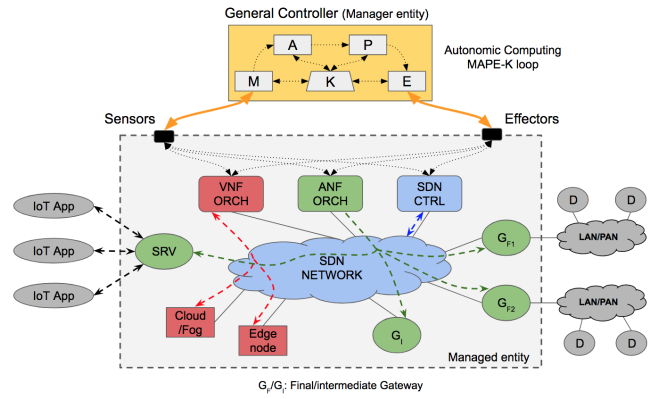 General Controller (Manager entity)
A
P
M
K
E
Autonomic Computing
MAPE-K loop
Sensors
Effectors
VNF
ORCH
ANF
ORCH
SDN
CTRL
IoT App
IoT App
IoT App
SRV
SDN
NETWORK
GF1
GF2
D
D
LAN/PAN
LAN/PAN
D
D
Cloud
/Fog
Edge
node
GI
Managed entity
GF/GI: Final/intermediate Gateway